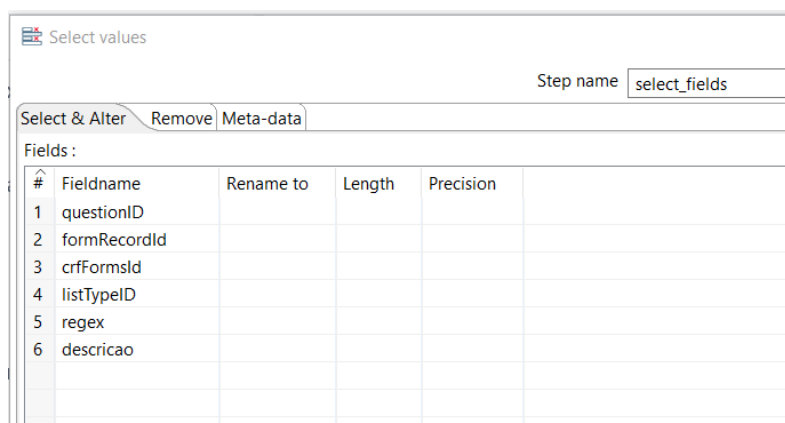 Select values
Step name select_fields
Select & Alter Remove Meta-data
Fields :
# Fieldname Rename to Length Precision
1 questionID
2 formRecordId
3 crfFormsId
4 listTypeID
5 regex
6 descricao